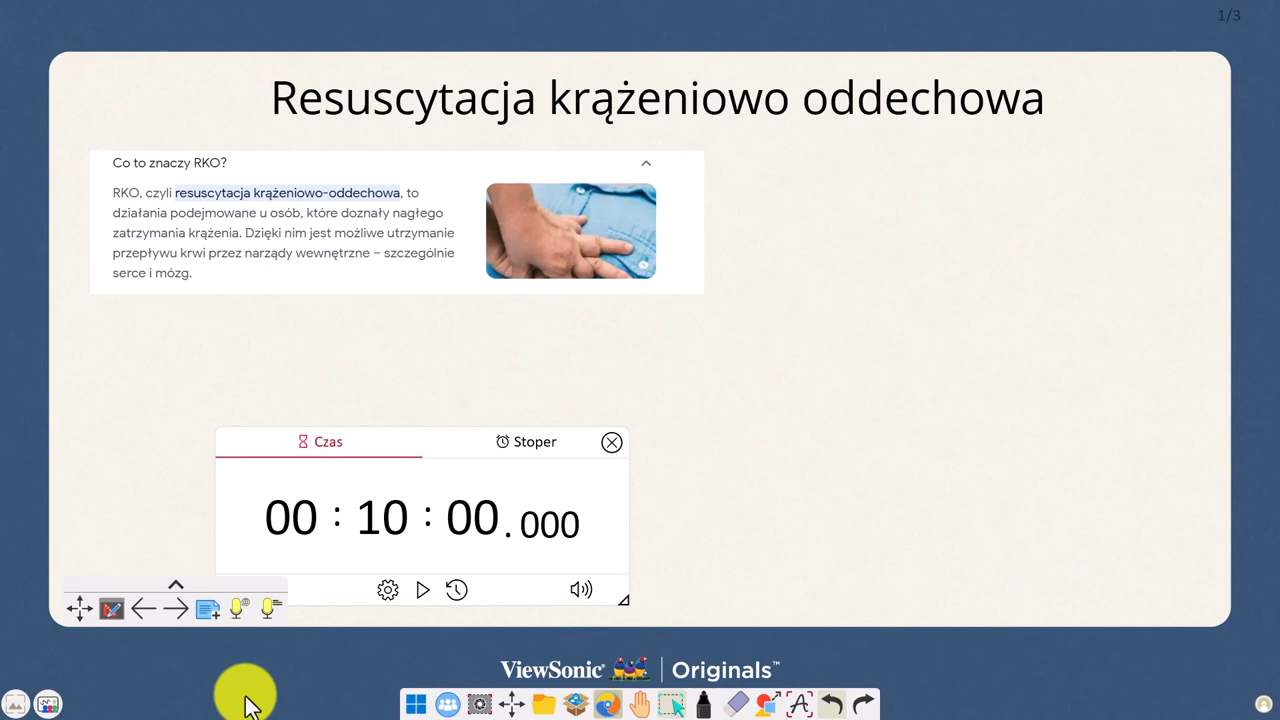 1/3
Resuscytacja krążeniowo oddechowa
Co to znaczy RKO?
RKO, czyli resuscytacja krążeniowo-oddechowa, to
działania podejmowane u osób, które doznały nagłego
zatrzymania krążenia. Dzięki nim jest możliwe utrzymanie
przepływu krwi przez narządy wewnętrzne – szczególnie
serce i mózg.
Czas
Stoper
00 : 10 : 00.000
ViewSonic® | Originals™